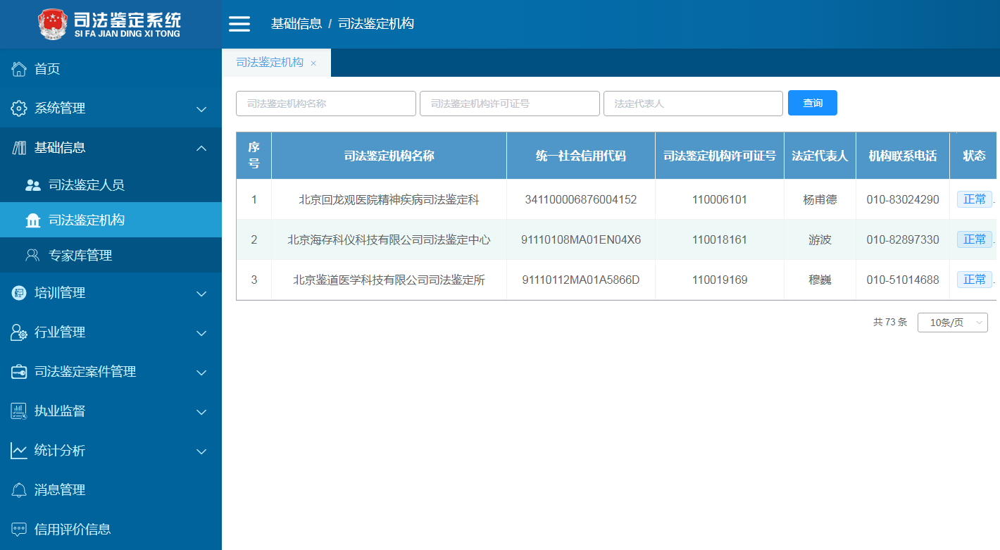 司法鉴定系统
SI FA JIAN DING XI TONG
基础信息 / 司法鉴定机构
首页
系统管理
基础信息
司法鉴定人员
司法鉴定机构
专家库管理
培训管理
行业管理
司法鉴定案件管理
执业监督
统计分析
消息管理
信用评价信息
司法鉴定机构 ×
司法鉴定机构名称 司法鉴定机构许可证号 法定代表人 查询
序号 司法鉴定机构名称 统一社会信用代码 司法鉴定机构许可证号 法定代表人 机构联系电话 状态
1 北京回龙观医院精神疾病司法鉴定科 341100006876004152 110006101 杨甫德 010-83024290 正常
2 北京海存科仪科技有限公司司法鉴定中心 91110108MA01EN04X6 110018161 游波 010-82897330 正常
3 北京鉴道医学科技有限公司司法鉴定所 91110112MA01A5866D 110019169 穆巍 010-51014688 正常
共 73 条 10条/页